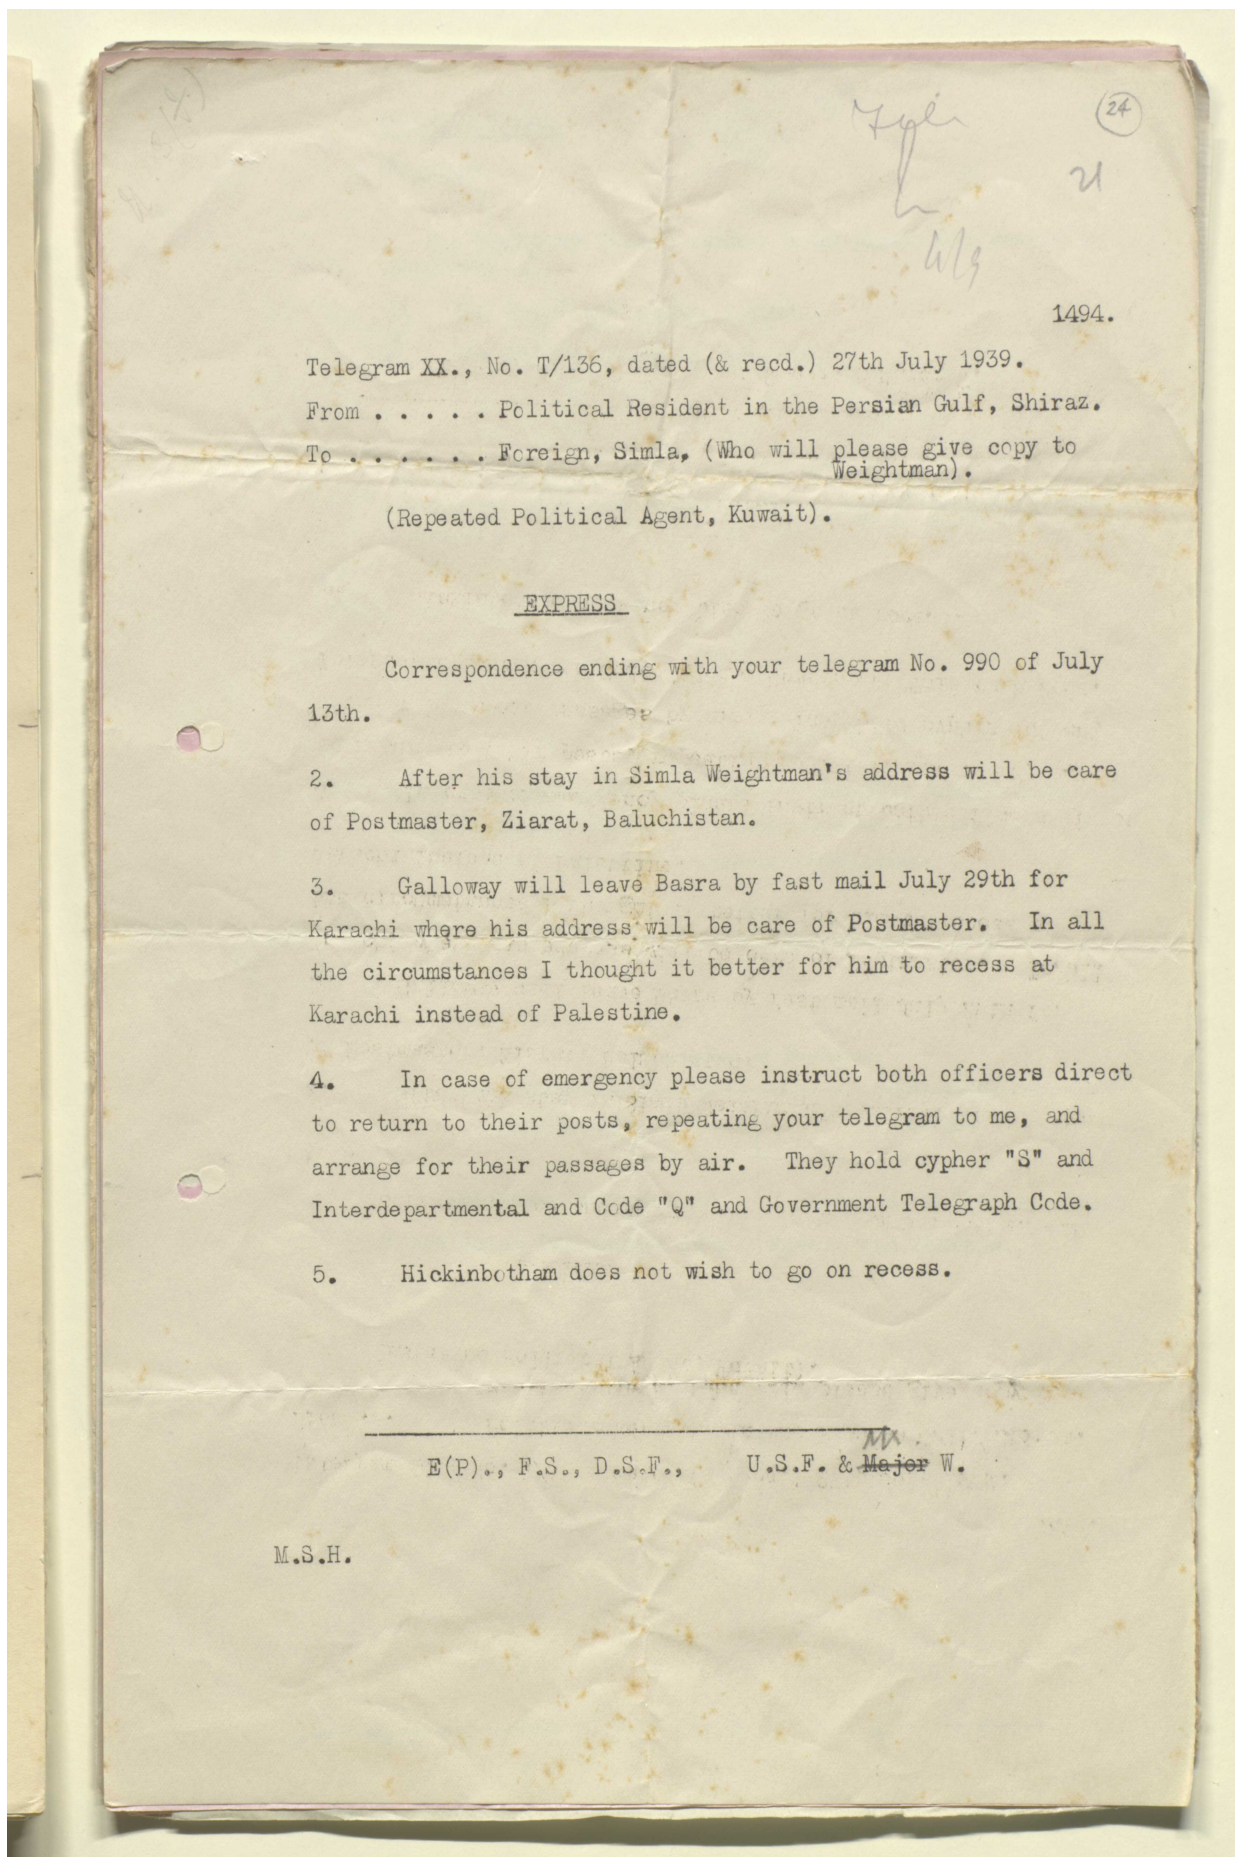 24
21
4/9
1494.
Telegram XX., No. T/136, dated (& recd.) 27th July 1939.
From . . . . . Political Resident in the Persian Gulf, Shiraz.
To . . . . . . Foreign, Simla, (Who will please give copy to
Weightman).
(Repeated Political Agent, Kuwait).
EXPRESS
Correspondence ending with your telegram No. 990 of July
13th.
2. After his stay in Simla Weightman's address will be care
of Postmaster, Ziarat, Baluchistan.
3. Galloway will leave Basra by fast mail July 29th for
Karachi where his address will be care of Postmaster. In all
the circumstances I thought it better for him to recess at
Karachi instead of Palestine.
4. In case of emergency please instruct both officers direct
to return to their posts, repeating your telegram to me, and
arrange for their passages by air. They hold cypher "S" and
Interdepartmental and Code "Q" and Government Telegraph Code.
5. Hickinbotham does not wish to go on recess.
E(P)., F.S., D.S.F., U.S.F. & Major W.
M.S.H.